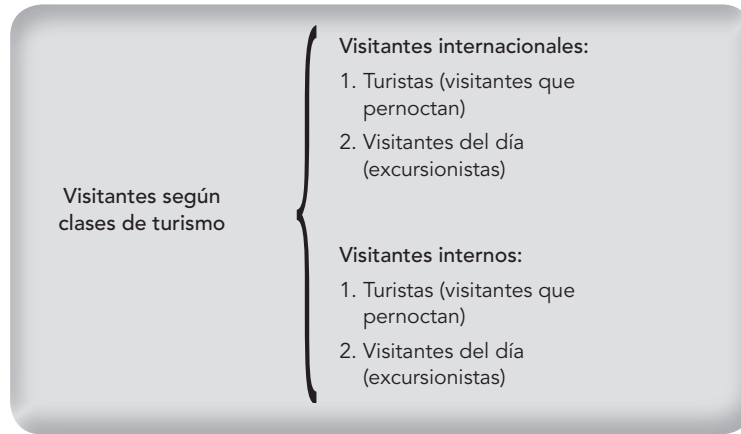 Visitantes según
clases de turismo
Visitantes internacionales:
1. Turistas (visitantes que
pernoctan)
2. Visitantes del día
(excursionistas)
Visitantes internos:
1. Turistas (visitantes que
pernoctan)
2. Visitantes del día
(excursionistas)